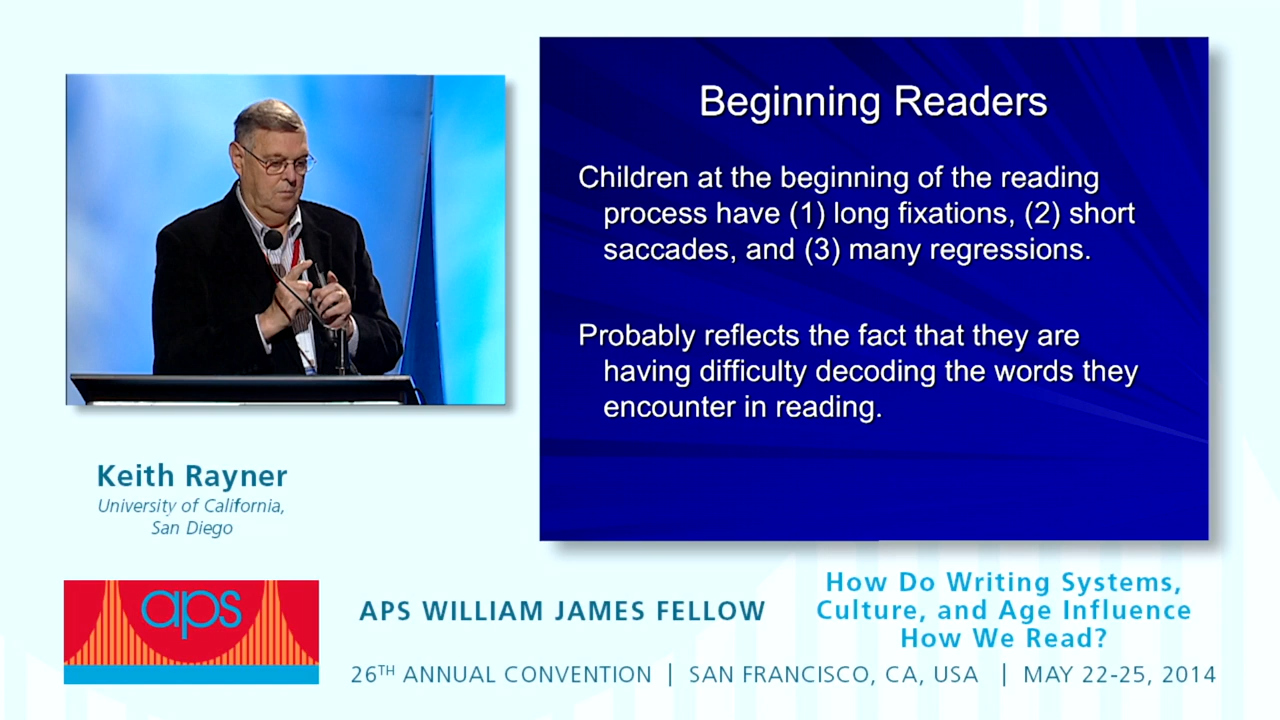 Beginning Readers
Children at the beginning of the reading
process have (1) long fixations, (2) short
saccades, and (3) many regressions.
Probably reflects the fact that they are
having difficulty decoding the words they
encounter in reading.
Keith Rayner
University of California,
San Diego
aps
APS WILLIAM JAMES FELLOW
How Do Writing Systems,
Culture, and Age Influence
How We Read?
26TH ANNUAL CONVENTION | SAN FRANCISCO, CA, USA | MAY 22-25, 2014